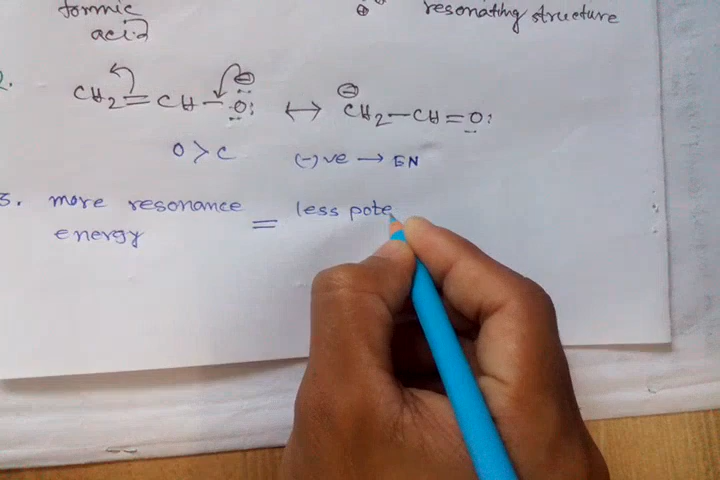 formic
acid
resonating structure
2.
CH2=CH-Ö: ↔ CH2-CH=O:
O > C
(-)ve → EN
3. more resonance
energy
= less pote